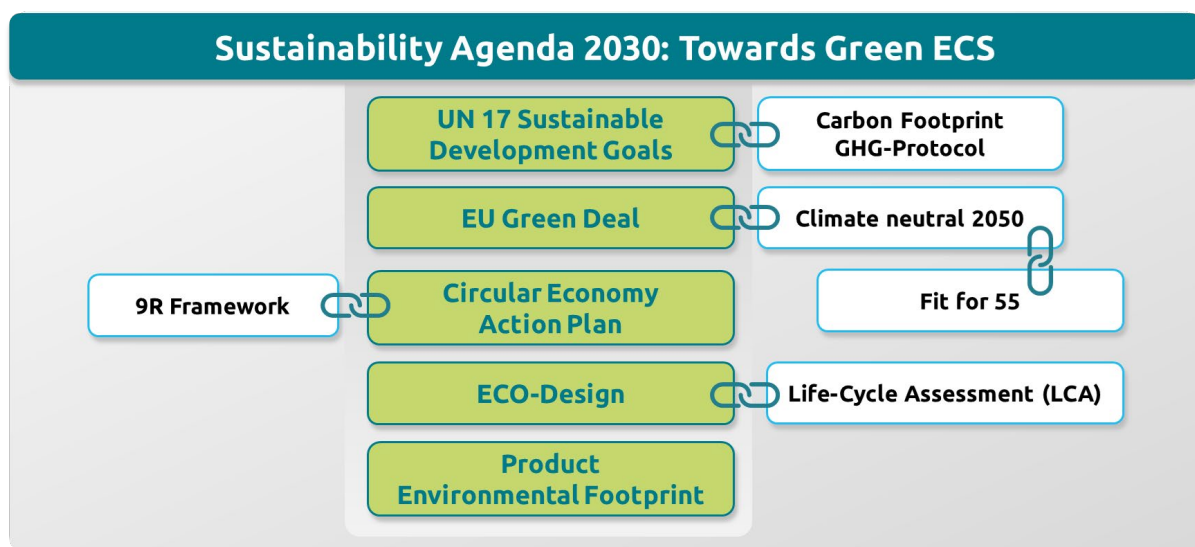 Sustainability Agenda 2030: Towards Green ECS
UN 17 Sustainable
Development Goals
Carbon Footprint
GHG-Protocol
EU Green Deal
Climate neutral 2050
9R Framework
Circular Economy
Action Plan
Fit for 55
ECO-Design
Life-Cycle Assessment (LCA)
Product
Environmental Footprint